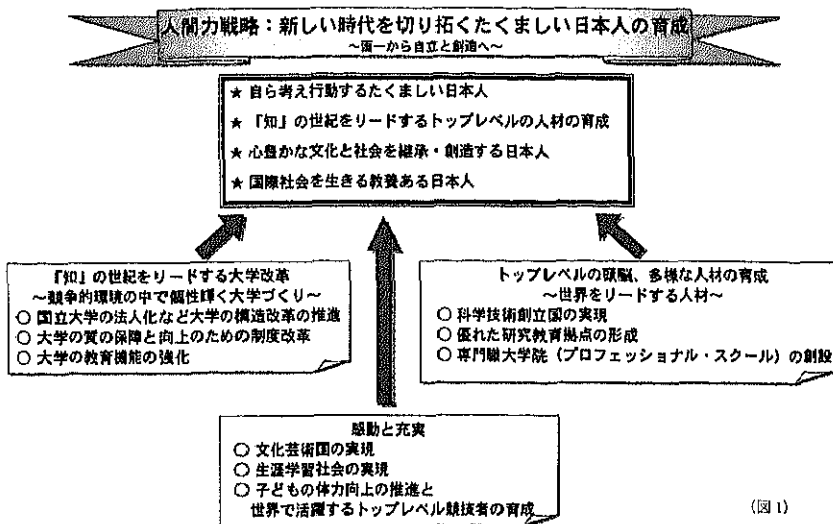 人間力戦略：新しい時代を切り拓くたくましい日本人の育成
～画一から自立と創造へ～
★ 自ら考え行動するたくましい日本人
★ 『知』の世紀をリードするトップレベルの人材の育成
★ 心豊かな文化と社会を継承・創造する日本人
★ 国際社会を生きる教養ある日本人
『知』の世紀をリードする大学改革
～競争的環境の中で個性輝く大学づくり～
○ 国立大学の法人化など大学の構造改革の推進
○ 大学の質の保障と向上のための制度改革
○ 大学の教育機能の強化
トップレベルの頭脳、多様な人材の育成
～世界をリードする人材～
○ 科学技術創立国の実現
○ 優れた研究教育拠点の形成
○ 専門職大学院（プロフェッショナル・スクール）の創設
感動と充実
○ 文化芸術国の実現
○ 生涯学習社会の実現
○ 子どもの体力向上の推進と
世界で活躍するトップレベル競技者の育成
(図1)